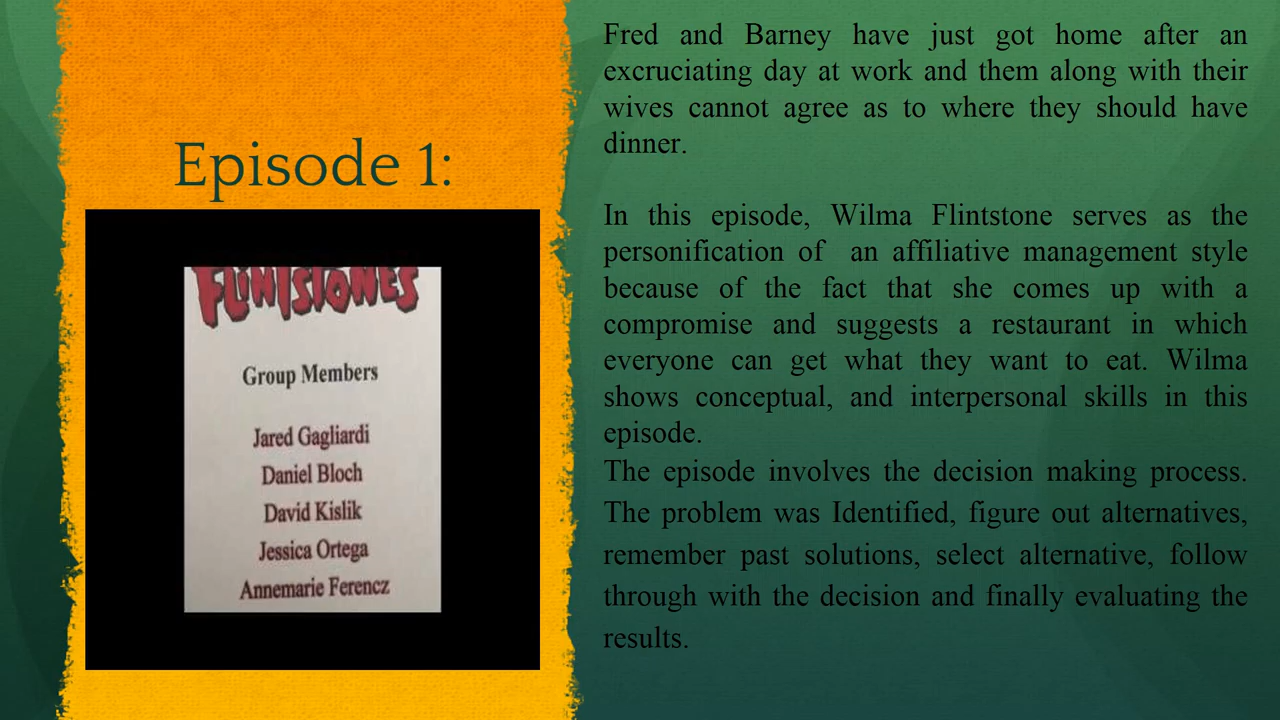 Episode 1:
FLINTSTONES
Group Members
Jared Gagliardi
Daniel Bloch
David Kislik
Jessica Ortega
Annemarie Ferencz
Fred and Barney have just got home after an
excruciating day at work and them along with their
wives cannot agree as to where they should have
dinner.
In this episode, Wilma Flintstone serves as the
personification of an affiliative management style
because of the fact that she comes up with a
compromise and suggests a restaurant in which
everyone can get what they want to eat. Wilma
shows conceptual, and interpersonal skills in this
episode.
The episode involves the decision making process.
The problem was Identified, figure out alternatives,
remember past solutions, select alternative, follow
through with the decision and finally evaluating the
results.